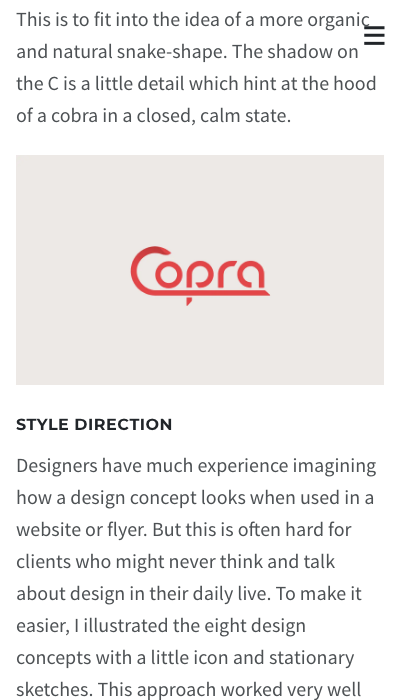 This is to fit into the idea of a more organic
and natural snake-shape. The shadow on
the C is a little detail which hint at the hood
of a cobra in a closed, calm state.
Copra
STYLE DIRECTION
Designers have much experience imagining
how a design concept looks when used in a
website or flyer. But this is often hard for
clients who might never think and talk
about design in their daily live. To make it
easier, I illustrated the eight design
concepts with a little icon and stationary
sketches. This approach worked very well